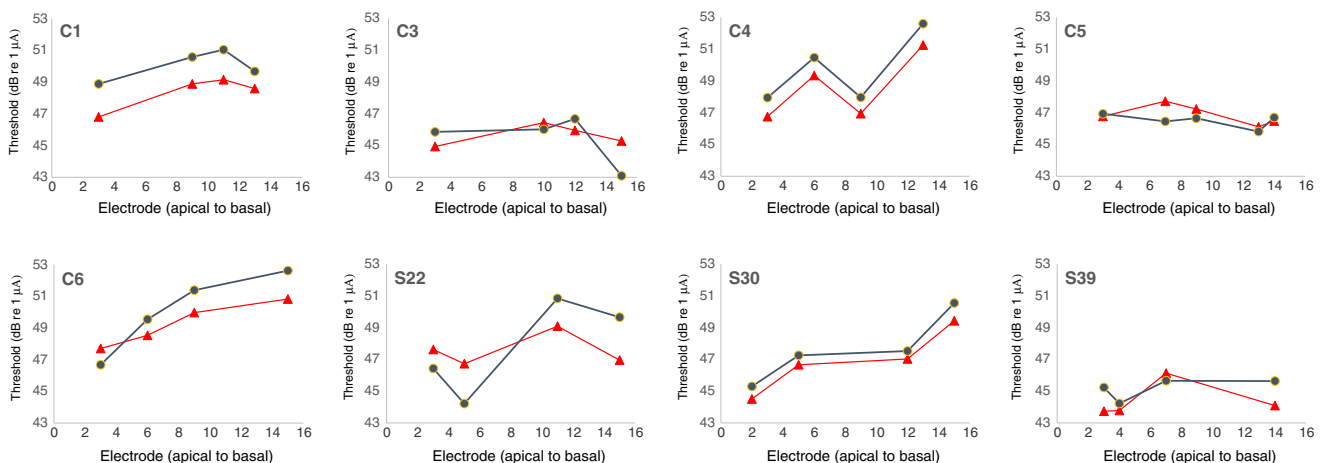 C1
Threshold (dB re 1 μA)
53
51
49
47
45
43
0 2 4 6 8 10 12 14 16
Electrode (apical to basal)
C3
Threshold (dB re 1 μA)
53
51
49
47
45
43
0 2 4 6 8 10 12 14 16
Electrode (apical to basal)
C4
Threshold (dB re 1 μA)
53
51
49
47
45
43
0 2 4 6 8 10 12 14 16
Electrode (apical to basal)
C5
Threshold (dB re 1 μA)
53
51
49
47
45
43
0 2 4 6 8 10 12 14 16
Electrode (apical to basal)
C6
Threshold (dB re 1 μA)
53
51
49
47
45
43
0 2 4 6 8 10 12 14 16
Electrode (apical to basal)
S22
Threshold (dB re 1 μA)
53
51
49
47
45
43
0 2 4 6 8 10 12 14 16
Electrode (apical to basal)
S30
Threshold (dB re 1 μA)
53
51
49
47
45
43
0 2 4 6 8 10 12 14 16
Electrode (apical to basal)
S39
Threshold (dB re 1 μA)
53
51
49
47
45
43
0 2 4 6 8 10 12 14 16
Electrode (apical to basal)